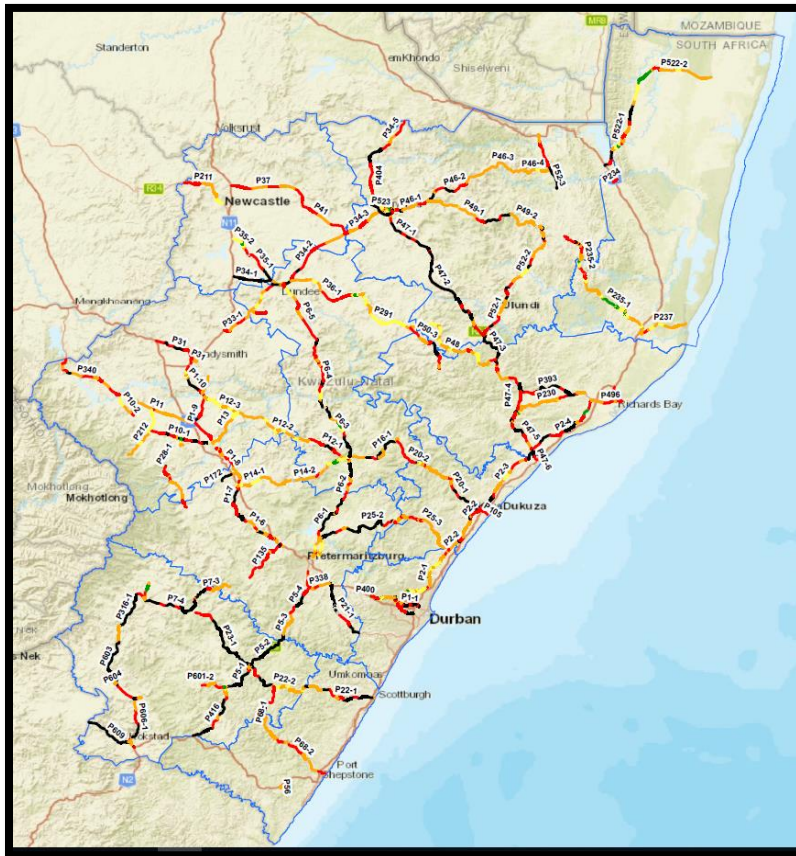 MOZAMBIQUE
MR8
SOUTH AFRICA
Standerton
emKhondo
Shiselweni
P522-2
P522-1
P234
Volksrust
P34-5
P404
P46-3
P46-4
P46-2
P52-3
P211
R34
P37
Newcastle
P41
P523
P46-1
P49-1
P49-2
N11
P35-2
P34-3
P47-1
P34-2
P35-1
P235-2
P34-1
P47-2
P52-2
Dundee
P36-1
P235-1
P52-1
Ulundi
P33-1
P6-5
P291
P237
P50-3
P48
P47-3
P31
P340
P1-10
P6-4
KwaZulu-Natal
P47-4
P393
P230
P496
Richards Bay
P10-2
P11
P1-9
P12-3
P13
P212
P10-1
P12-2
P6-3
P12-1
P16-1
P47-5
P2-4
P47-6
P28-1
P1-8
P20-2
P2-3
Mokhotlong
Mokhotlong
P172
P14-1
P14-2
P6-2
P20-1
P1-7
Dukuza
P2-2
P105
P1-6
P6-1
P25-2
P25-3
P2-2
P135
Pietermaritzburg
P2-1
P338
P400
P1-1
P7-3
P316-1
P7-4
P5-4
P21-1
Durban
P5-3
P23-1
P603
P5-2
s Nek
P5-1
P604
P601-2
P22-2
Umkomaas
P22-1
Scottburgh
P606-1
P416
P68-1
P609
Kokstad
P68-2
Port
Shepstone
N2
P56